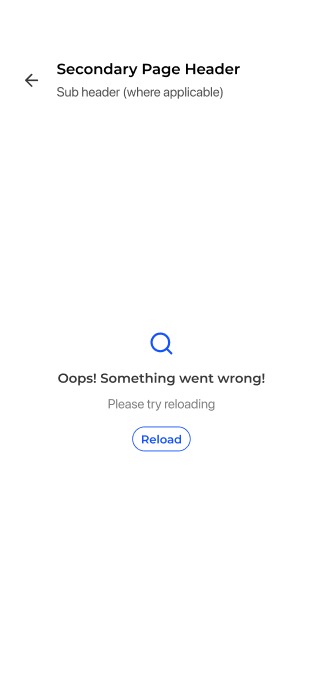 Secondary Page Header
Sub header (where applicable)
Oops! Something went wrong!
Please try reloading
Reload